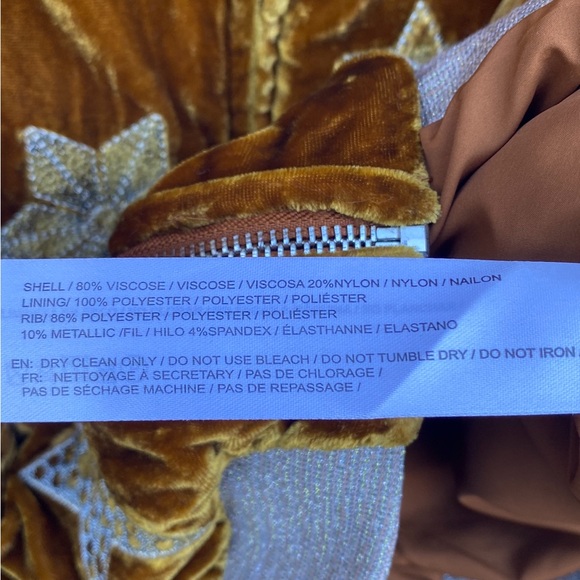 SHELL / 80% VISCOSE / VISCOSE / VISCOSA 20%NYLON / NYLON / NAILON
LINING/ 100% POLYESTER / POLYESTER / POLIÉSTER
RIB/ 86% POLYESTER / POLYESTER / POLIÉSTER
10% METALLIC /FIL / HILO 4%SPANDEX / ÉLASTHANNE / ELASTANO
EN: DRY CLEAN ONLY / DO NOT USE BLEACH / DO NOT TUMBLE DRY / DO NOT IRON /
FR: NETTOYAGE À SECRETARY / PAS DE CHLORAGE /
PAS DE SÉCHAGE MACHINE / PAS DE REPASSAGE /